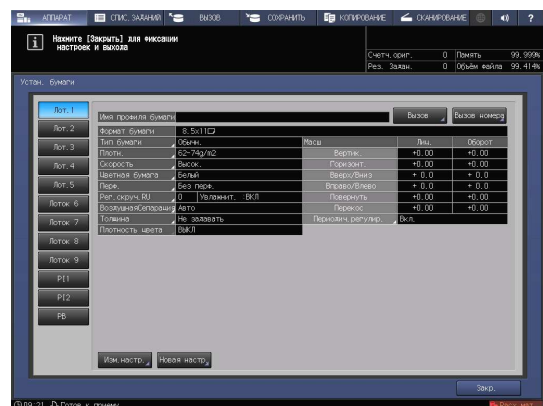 АППАРАТ СПИС. ЗАДАНИЙ ВЫЗОВ СОХРАНИТЬ КОПИРОВАНИЕ СКАНИРОВАНИЕ ?
Нажмите [Закрыть] для фиксации
настроек и выхода
Счетч.ориг. 0 Память 99.999%
Рез. Задан. 0 Объём файла 99.414%
Устан. бумаги
Лот.1
Лот.2
Лот.3
Лот.4
Лот.5
Лоток 6
Лоток 7
Лоток 8
Лоток 9
PI1
PI2
PB
Имя профиля бумаги Вызов Вызов номера
Формат бумаги 8.5x11
Тип бумаги Обычн. Масш Лиц. Оборот
Плотн. 62-74g/m2 Вертик. +0.00 +0.00
Скорость Высок. Горизонт. +0.00 +0.00
Цветная бумага Белый Вверх/Вниз + 0.0 + 0.0
Перф. Без перф. Вправо/Влево + 0.0 + 0.0
Рег.скруч.RU 0 Увлажнит. :ВКЛ Повернуть +0.00 +0.00
ВоздушнаяСепарация Авто Перекос +0.00 +0.00
Толщина Не задавать Периодич.регулир. Вкл.
Плотность цвета ВЫКЛ
Изм.настр. Новая настр
Закр.
09:21 Готов к приему